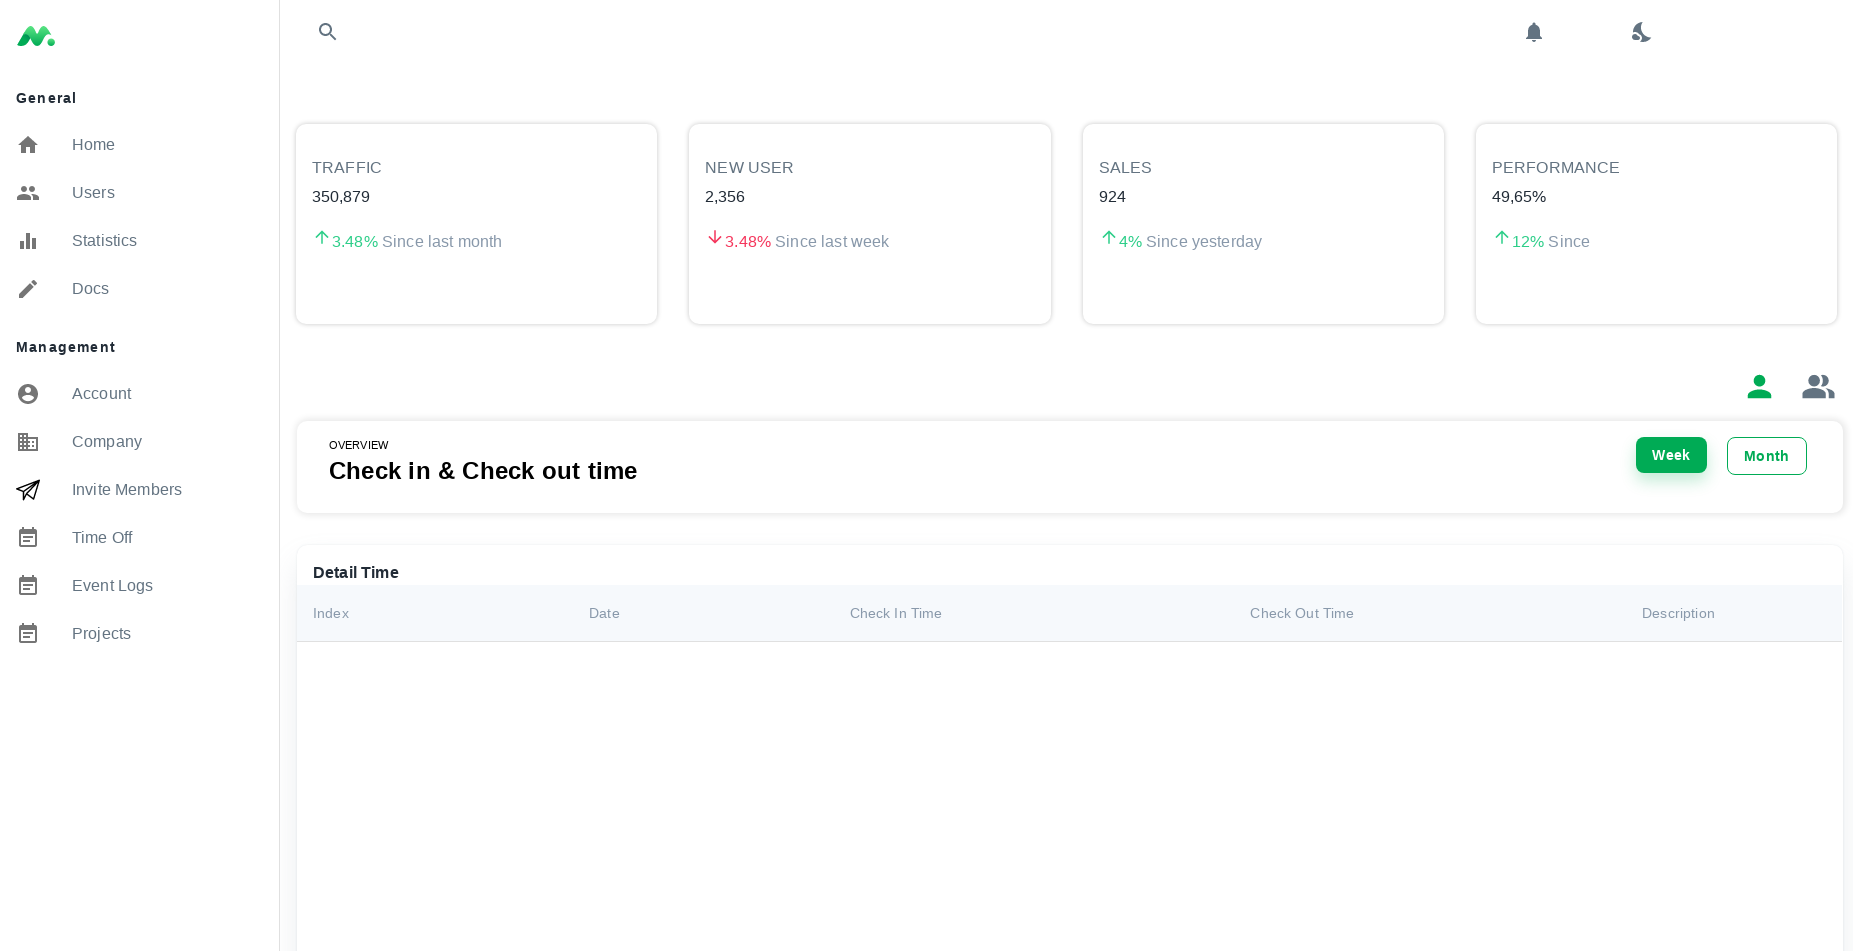 General
Home
Users
Statistics
Docs
Management
Account
Company
Invite Members
Time Off
Event Logs
Projects
TRAFFIC
350,879
3.48% Since last month
NEW USER
2,356
3.48% Since last week
SALES
924
4% Since yesterday
PERFORMANCE
49,65%
12% Since
OVERVIEW
Check in & Check out time
Week
Month
Detail Time
Index Date Check In Time Check Out Time Description